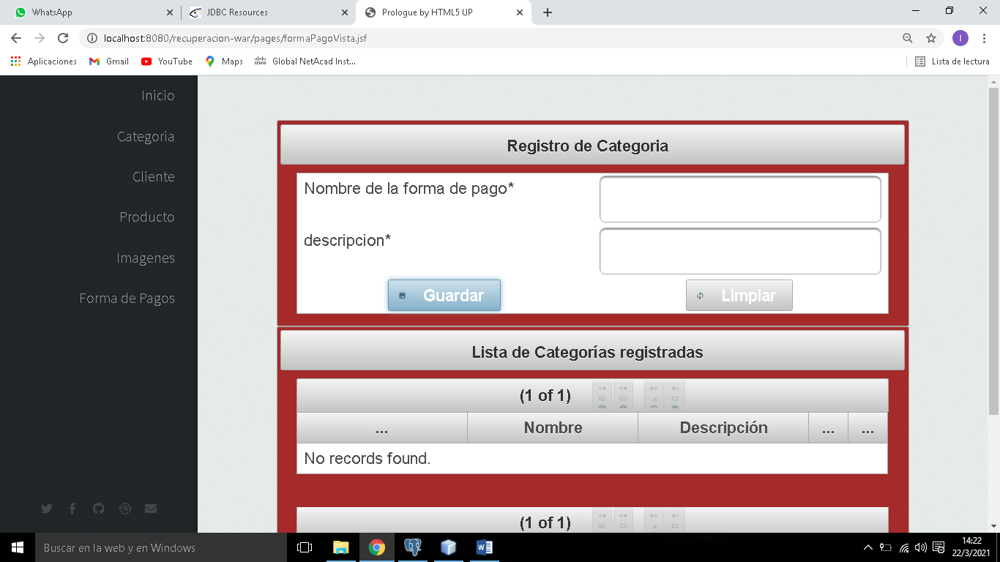 WhatsApp
JDBC Resources
Prologue by HTML5 UP
localhost:8080/recuperacion-war/pages/formaPagoVista.jsf
I
Aplicaciones
Gmail
YouTube
Maps
Global NetAcad Inst...
Lista de lectura
Inicio
Categoria
Cliente
Producto
Imagenes
Forma de Pagos
Registro de Categoria
Nombre de la forma de pago*
descripcion*
Guardar
Limpiar
Lista de Categorías registradas
(1 of 1)
... Nombre Descripción ... ...
No records found.
(1 of 1)
Buscar en la web y en Windows
14:22
22/3/2021